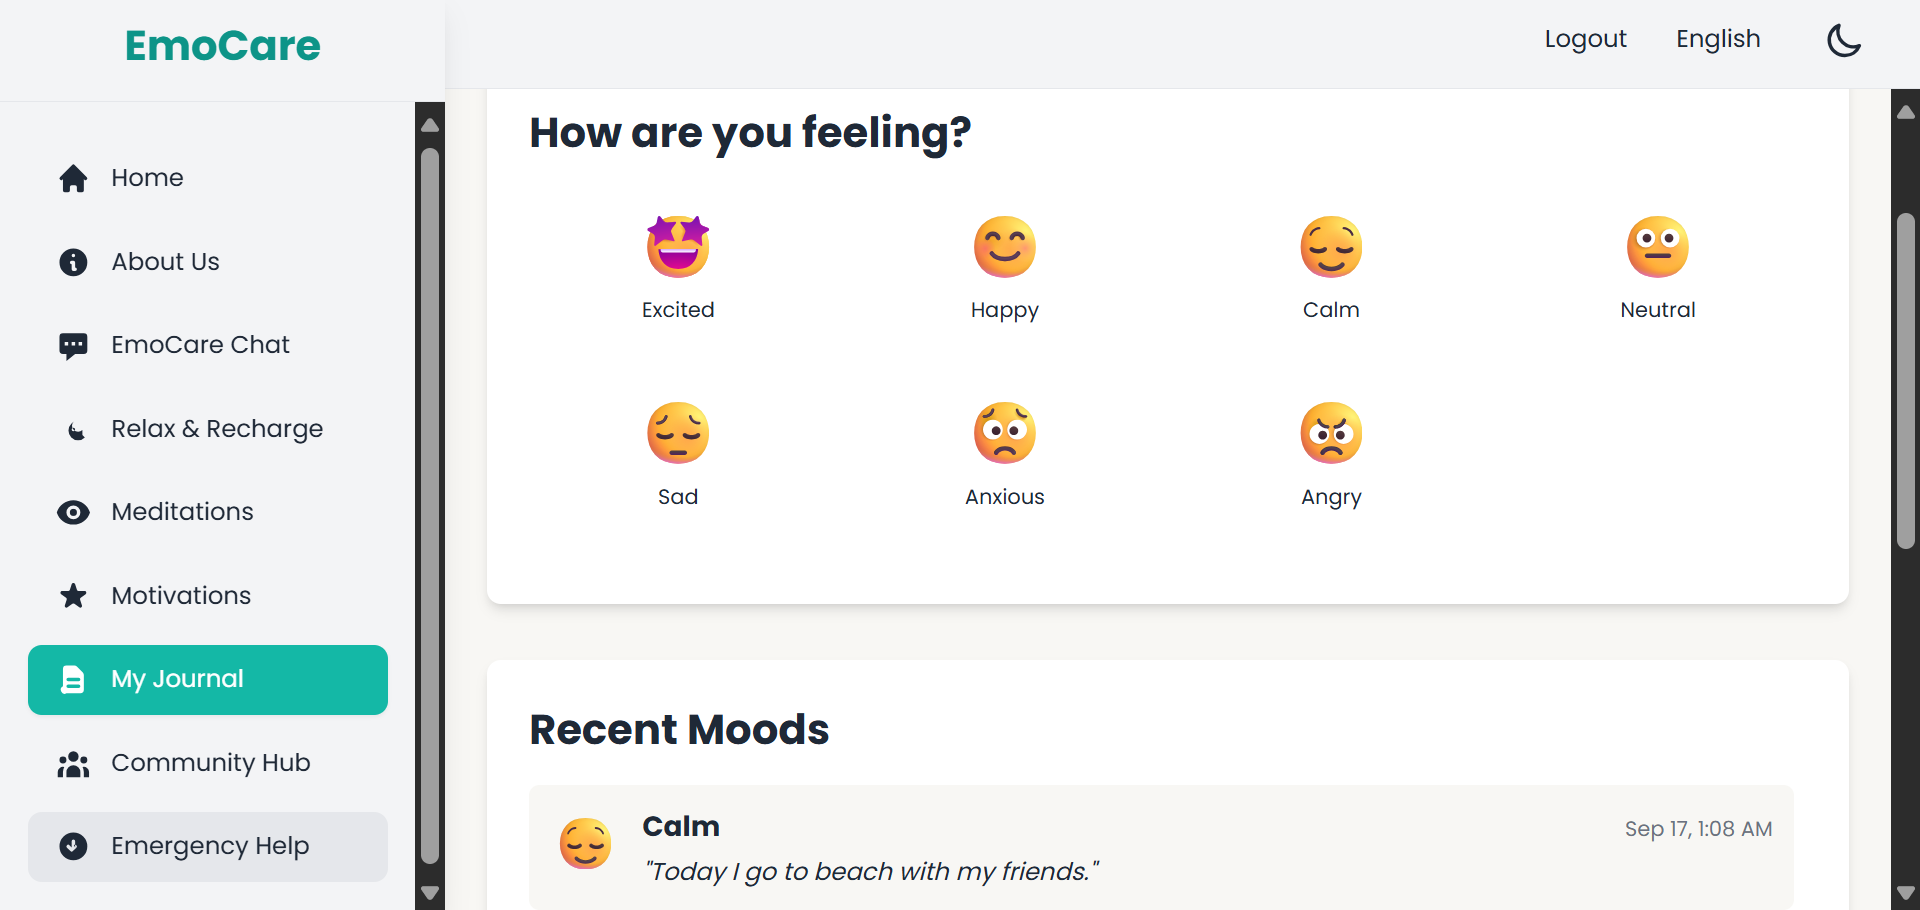 EmoCare
Logout
English
Home
About Us
EmoCare Chat
Relax & Recharge
Meditations
Motivations
My Journal
Community Hub
Emergency Help
How are you feeling?
Excited
Happy
Calm
Neutral
Sad
Anxious
Angry
Recent Moods
Calm
Sep 17, 1:08 AM
"Today I go to beach with my friends."